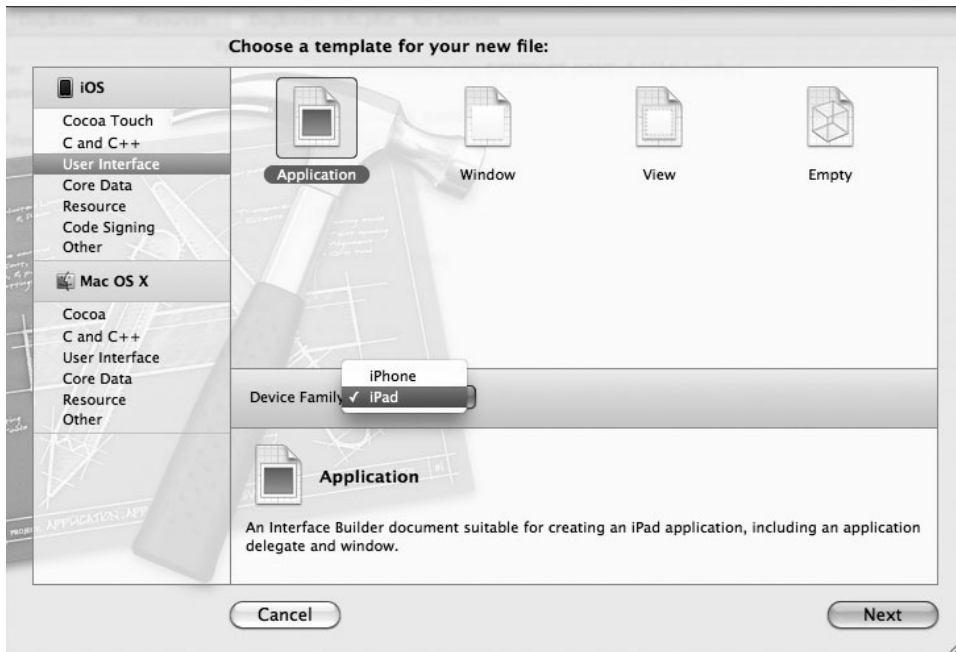 Choose a template for your new file:
iOS
Cocoa Touch
C and C++
User Interface
Core Data
Resource
Code Signing
Other
Mac OS X
Cocoa
C and C++
User Interface
Core Data
Resource
Other
Application
Window
View
Empty
Device Family
iPhone
✓ iPad
Application
An Interface Builder document suitable for creating an iPad application, including an application
delegate and window.
Cancel
Next